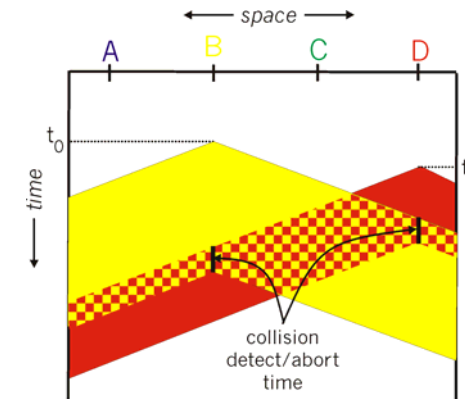 space
A B C D
t0
t
time
collision
detect/abort
time